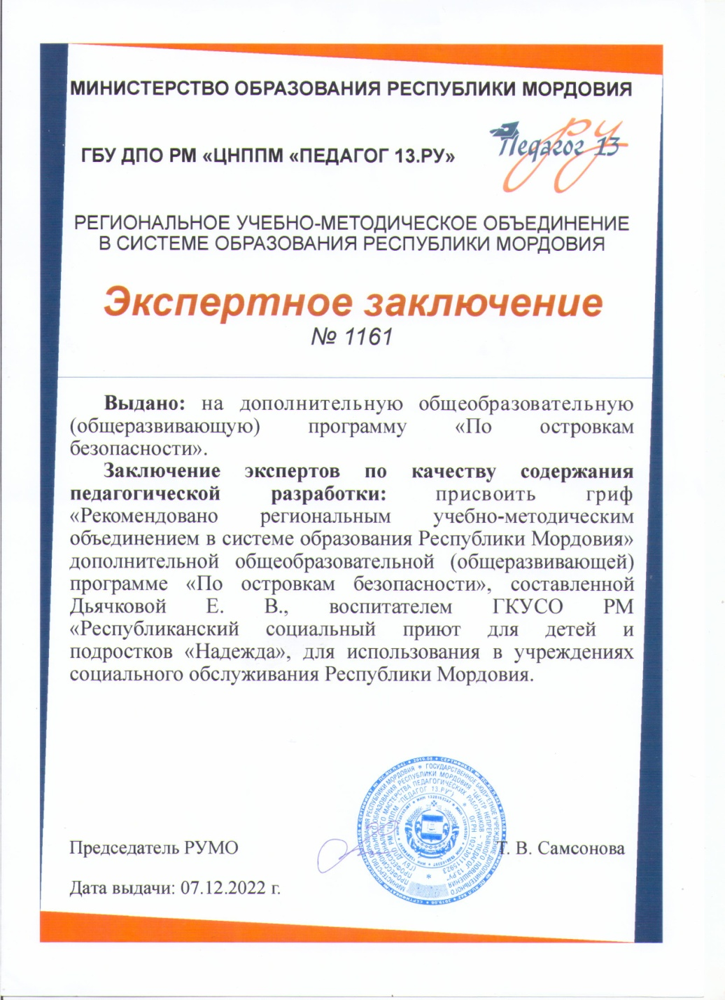 МИНИСТЕРСТВО ОБРАЗОВАНИЯ РЕСПУБЛИКИ МОРДОВИЯ
ГБУ ДПО РМ «ЦНППМ «ПЕДАГОГ 13.РУ»
Педагог 13
ру
РЕГИОНАЛЬНОЕ УЧЕБНО-МЕТОДИЧЕСКОЕ ОБЪЕДИНЕНИЕ
В СИСТЕМЕ ОБРАЗОВАНИЯ РЕСПУБЛИКИ МОРДОВИЯ
Экспертное заключение
№ 1161
Выдано: на дополнительную общеобразовательную
(общеразвивающую) программу «По островкам
безопасности».
Заключение экспертов по качеству содержания
педагогической разработки: присвоить гриф
«Рекомендовано региональным учебно-методическим
объединением в системе образования Республики Мордовия»
дополнительной общеобразовательной (общеразвивающей)
программе «По островкам безопасности», составленной
Дьячковой Е. В., воспитателем ГКУСО РМ
«Республиканский социальный приют для детей и
подростков «Надежда», для использования в учреждениях
социального обслуживания Республики Мордовия.
Председатель РУМО
Т. В. Самсонова
Дата выдачи: 07.12.2022 г.